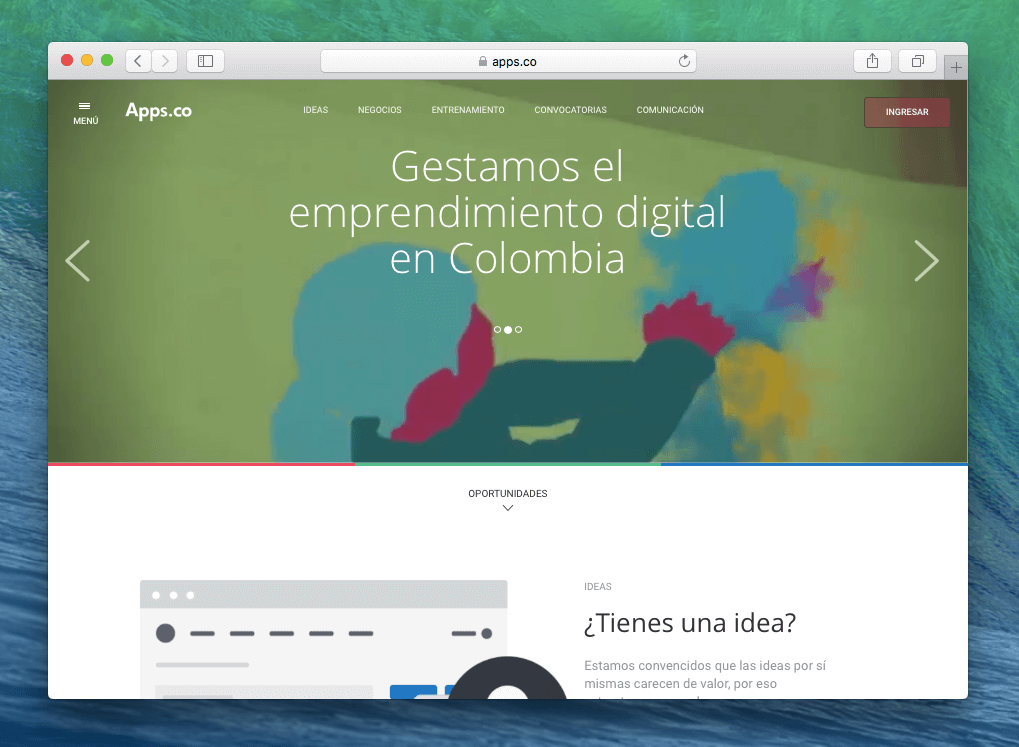 apps.co
MENÚ
Apps.co
IDEAS
NEGOCIOS
ENTRENAMIENTO
CONVOCATORIAS
COMUNICACIÓN
INGRESAR
Gestamos el
emprendimiento digital
en Colombia
OPORTUNIDADES
IDEAS
¿Tienes una idea?
Estamos convencidos que las ideas por sí
mismas carecen de valor, por eso